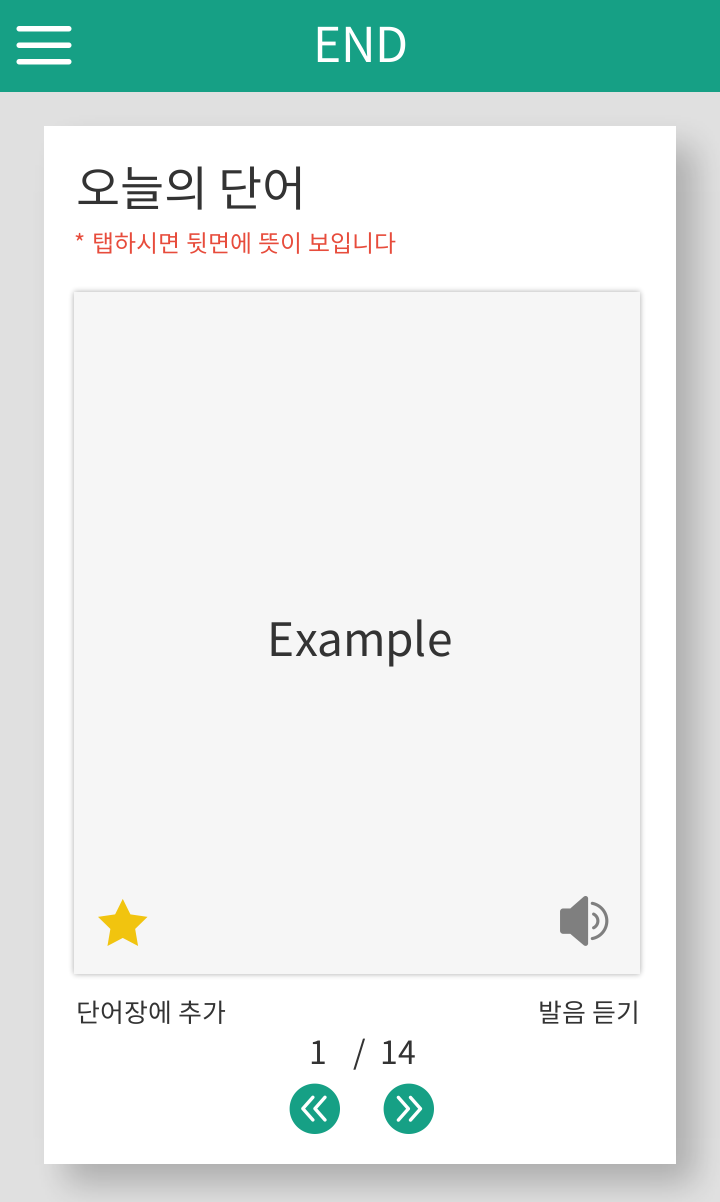 END
오늘의 단어
* 탭하시면 뒷면에 뜻이 보입니다
Example
단어장에 추가
발음 듣기
1 / 14